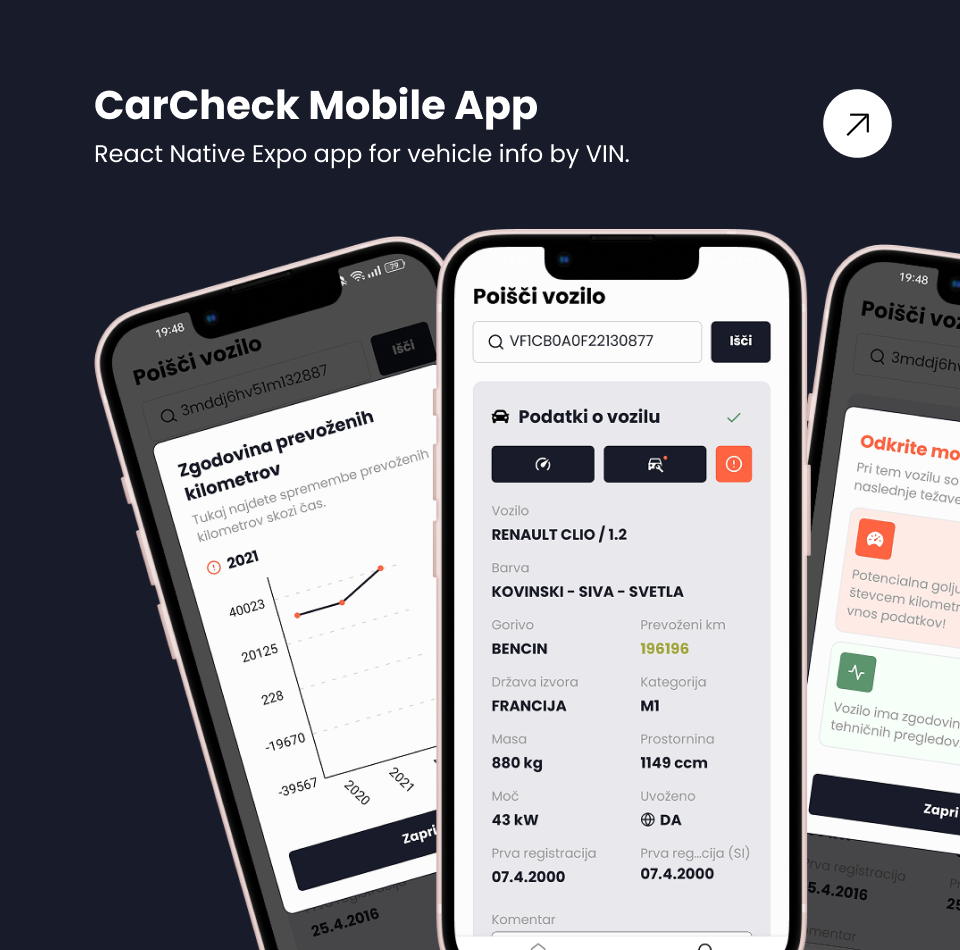 CarCheck Mobile App
React Native Expo app for vehicle info by VIN.
19:48
79
Poišči vozilo
3mddj6hv51m132887
Išči
Zgodovina prevoženih
kilometrov
Tukaj najdete spremembe prevoženih
kilometrov skozi čas.
2021
40023
20125
228
-19670
-39567
2020
2021
Zapri
25.4.2016
Poišči vozilo
VF1CB0A0F22130877
Išči
Podatki o vozilu
Vozilo
RENAULT CLIO / 1.2
Barva
KOVINSKI - SIVA - SVETLA
Gorivo
Prevoženi km
BENCIN
196196
Država izvora
Kategorija
FRANCIJA
M1
Masa
Prostornina
880 kg
1149 ccm
Moč
Uvoženo
43 kW
DA
Prva registracija
Prva reg...cija (SI)
07.4.2000
07.4.2000
Komentar
19:48
Poišči voz
3mddj6hv
Odkrite mo
Pri tem vozilu so
naslednje težave
Potencialna golju
števcem kilometr
vnos podatkov!
Vozilo ima zgodovin
tehničnih pregledov
Zapri
Prva registracija
5.4.2016
mentar